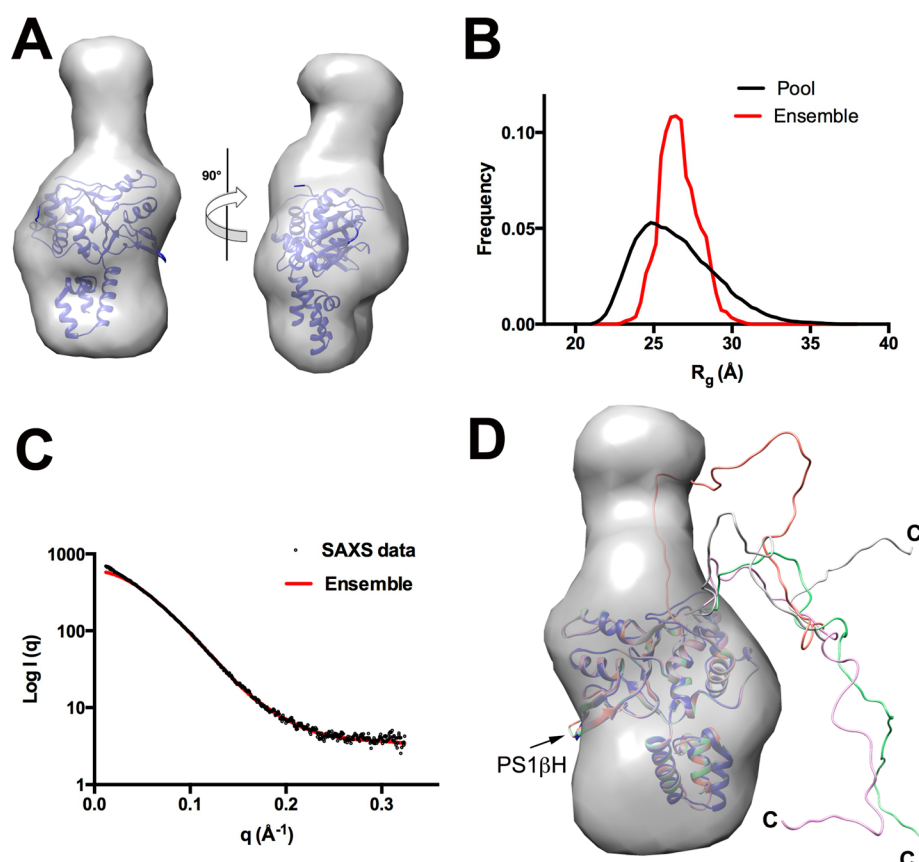 A
90°
B
Pool
Ensemble
0.10
0.05
0.00
Frequency
20
25
30
35
40
Rg (Å)
C
SAXS data
Ensemble
1000
100
10
1
Log I (q)
0.0
0.1
0.2
0.3
q (Å-1)
D
C
PS1βH
C
C